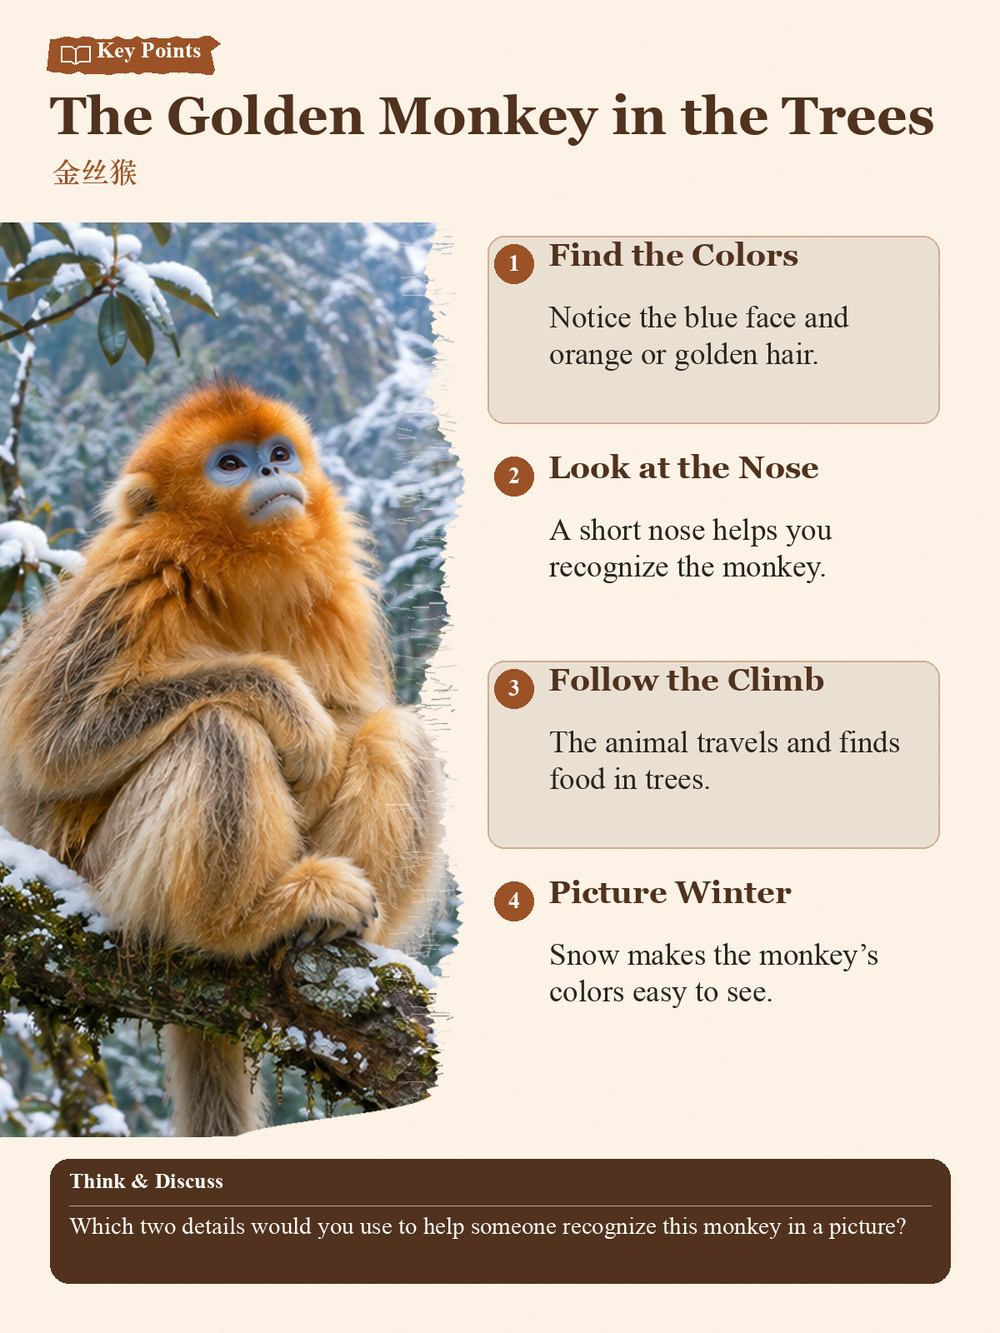 Key Points
The Golden Monkey in the Trees
金丝猴
1 Find the Colors
Notice the blue face and
orange or golden hair.
2 Look at the Nose
A short nose helps you
recognize the monkey.
3 Follow the Climb
The animal travels and finds
food in trees.
4 Picture Winter
Snow makes the monkey’s
colors easy to see.
Think & Discuss
Which two details would you use to help someone recognize this monkey in a picture?